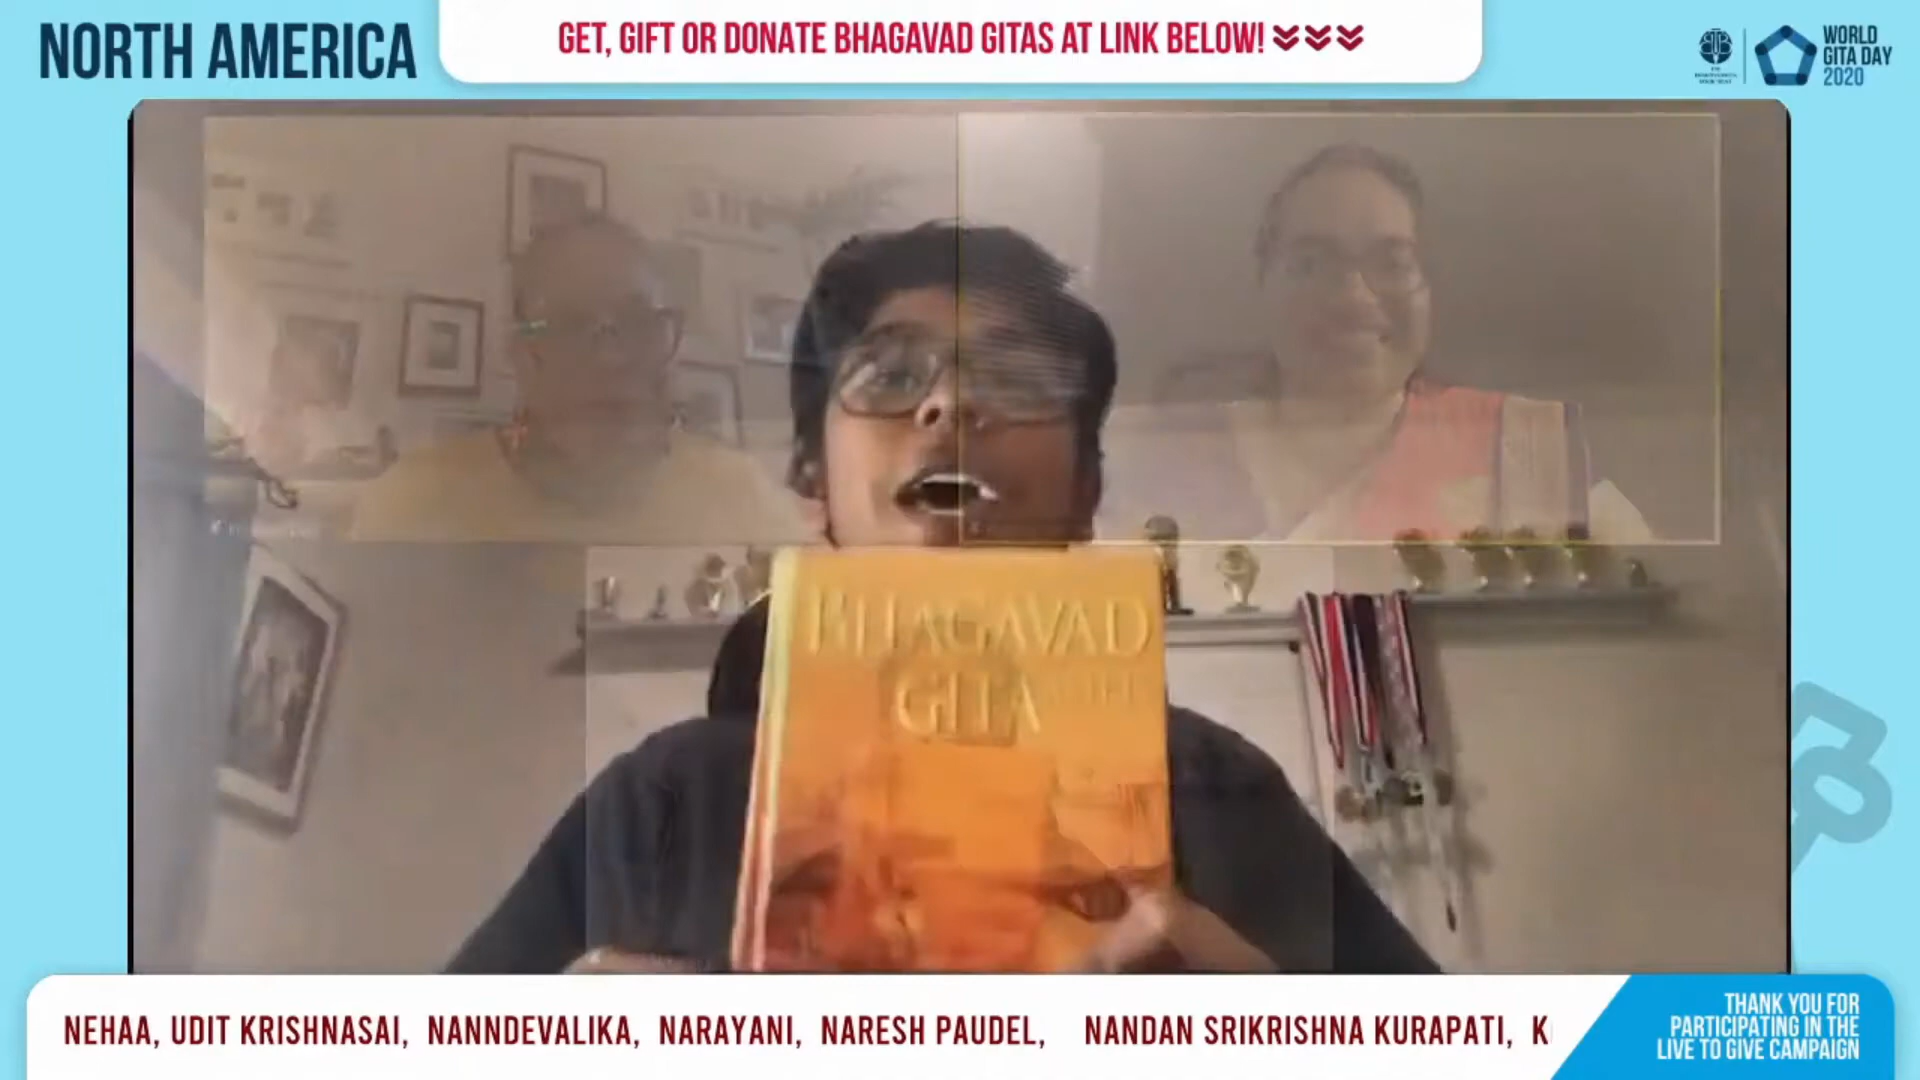 NORTH AMERICA
GET, GIFT OR DONATE BHAGAVAD GITAS AT LINK BELOW!
WORLD
GITA DAY
2020
BHAGAVAD
GITA
NEHAA, UDIT KRISHNASAI, NANNDEVALIKA, NARAYANI, NARESH PAUDEL, NANDAN SRIKRISHNA KURAPATI,
THANK YOU FOR
PARTICIPATING IN THE
LIVE TO GIVE CAMPAIGN